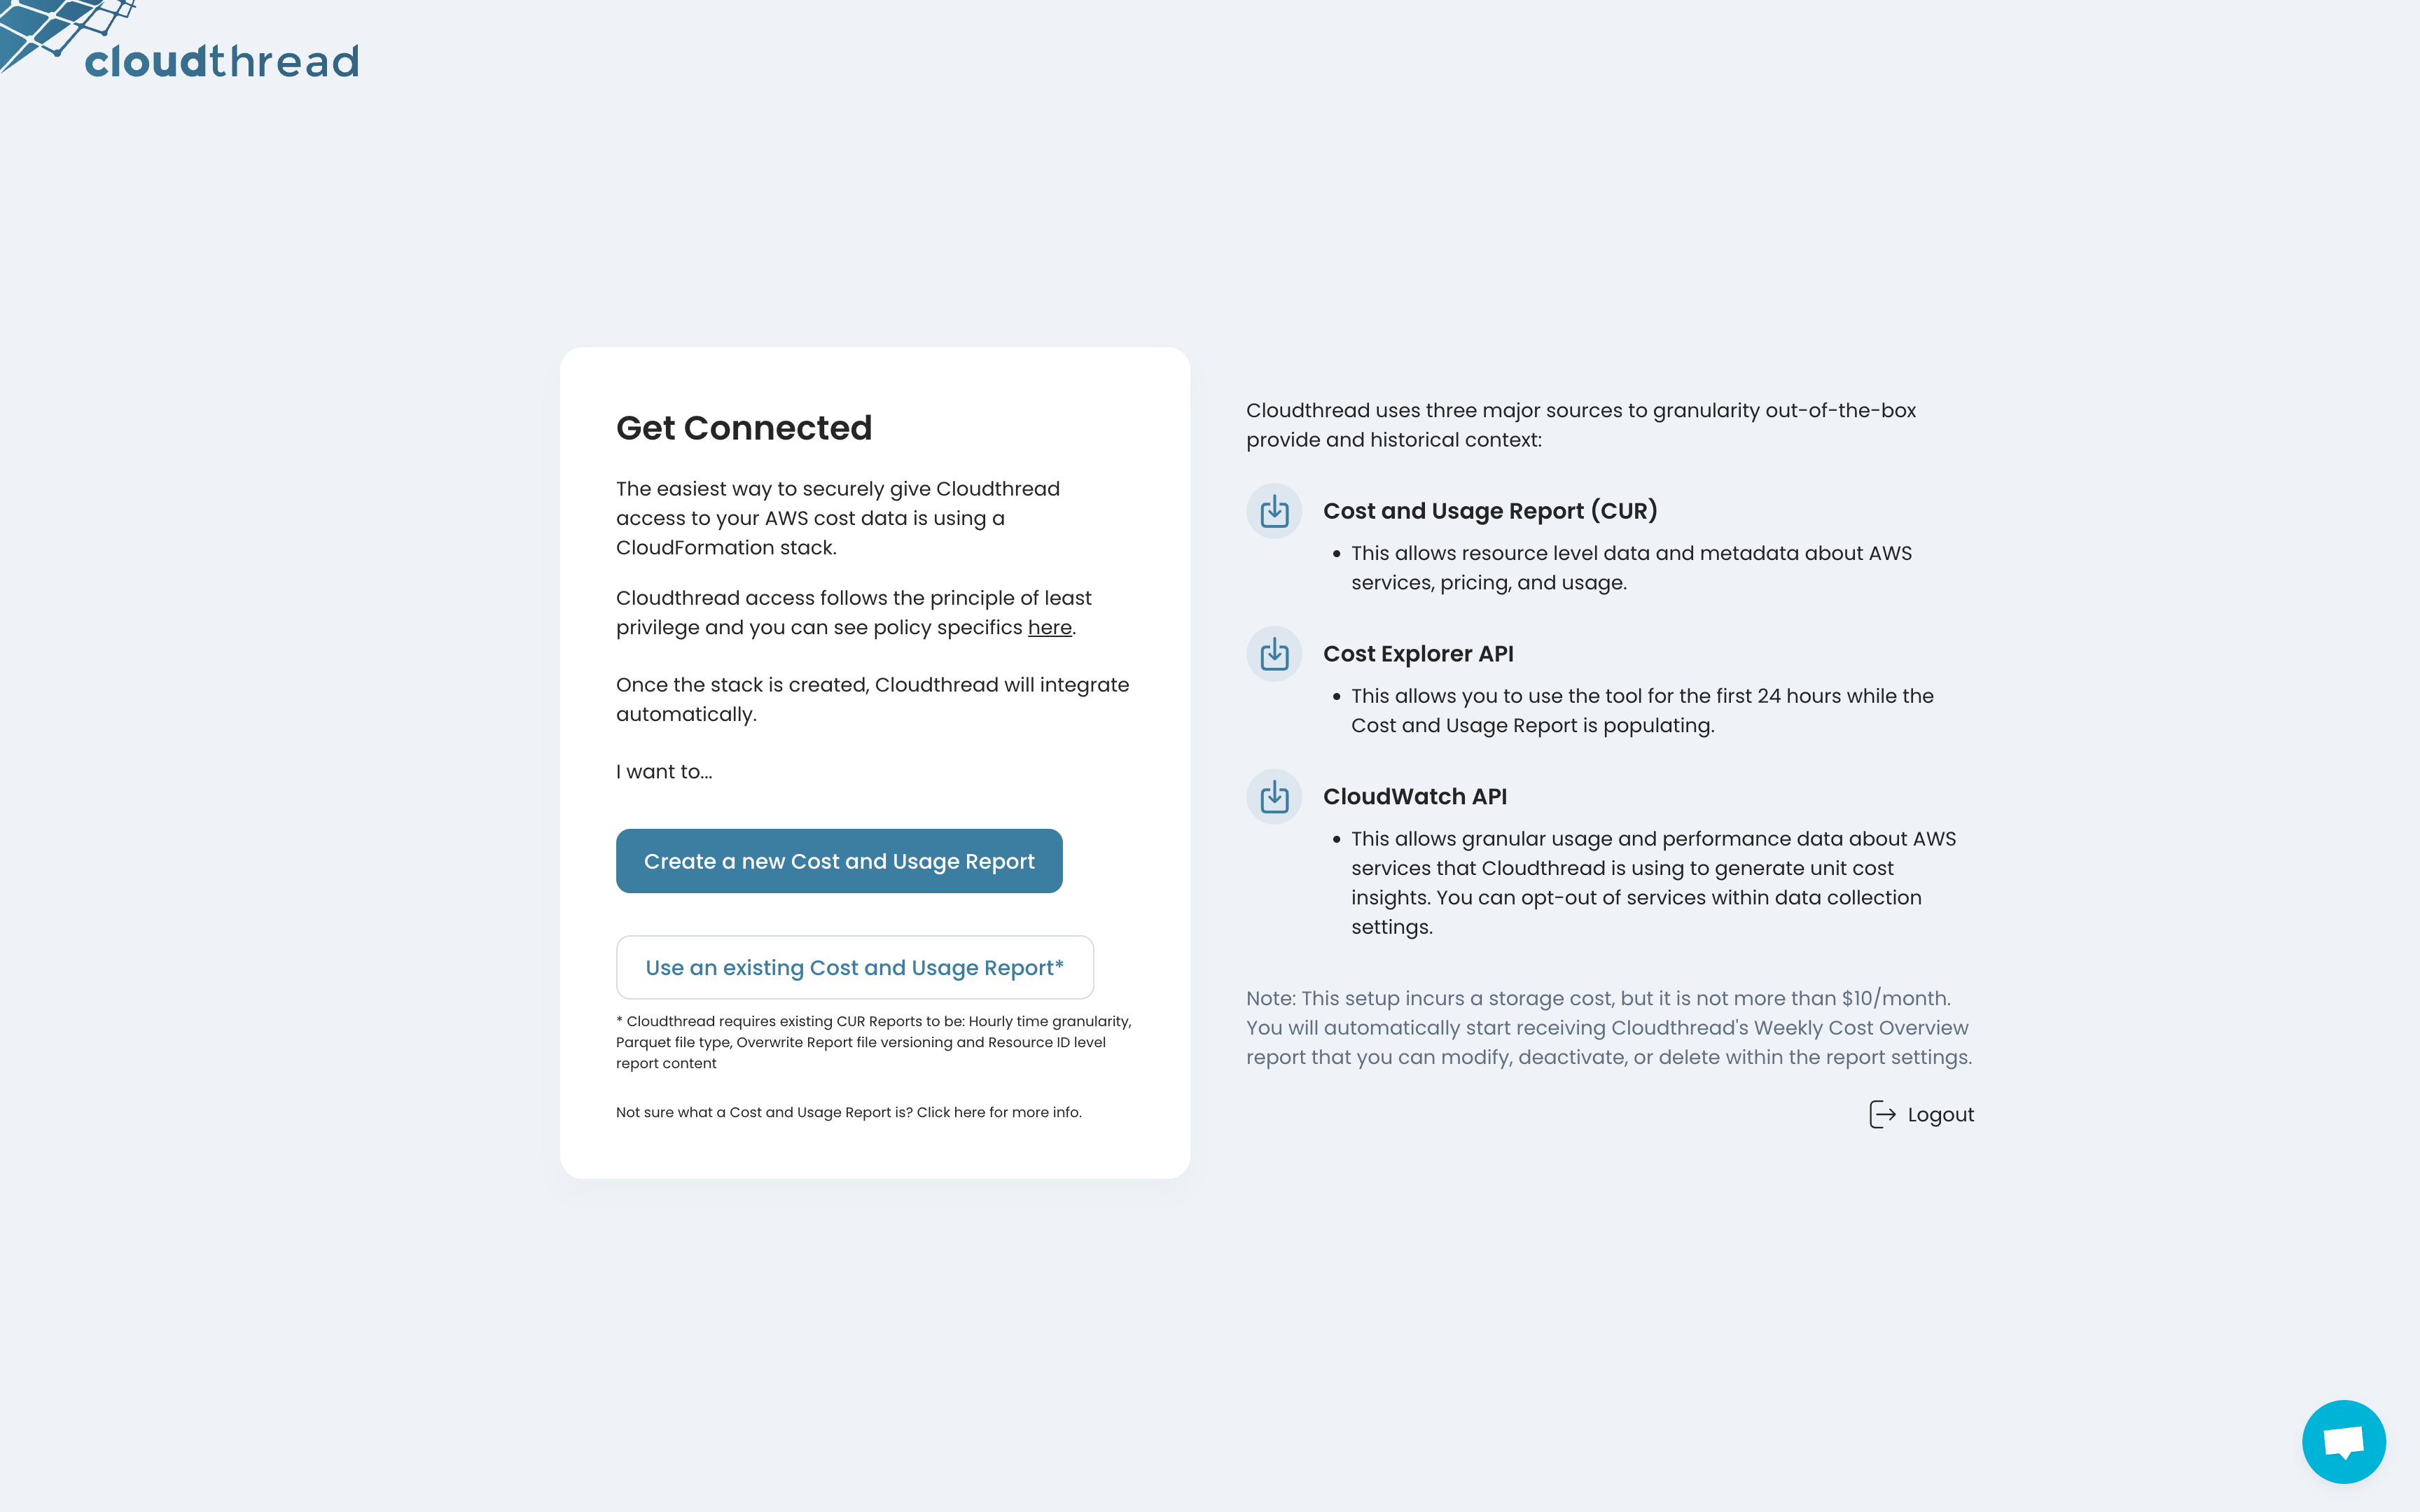 cloudthread
Get Connected
The easiest way to securely give Cloudthread
access to your AWS cost data is using a
CloudFormation stack.
Cloudthread access follows the principle of least
privilege and you can see policy specifics here.
Once the stack is created, Cloudthread will integrate
automatically.
I want to...
Create a new Cost and Usage Report
Use an existing Cost and Usage Report*
* Cloudthread requires existing CUR Reports to be: Hourly time granularity,
Parquet file type, Overwrite Report file versioning and Resource ID level
report content
Not sure what a Cost and Usage Report is? Click here for more info.
Cloudthread uses three major sources to granularity out-of-the-box
provide and historical context:
Cost and Usage Report (CUR)
• This allows resource level data and metadata about AWS
services, pricing, and usage.
Cost Explorer API
• This allows you to use the tool for the first 24 hours while the
Cost and Usage Report is populating.
CloudWatch API
• This allows granular usage and performance data about AWS
services that Cloudthread is using to generate unit cost
insights. You can opt-out of services within data collection
settings.
Note: This setup incurs a storage cost, but it is not more than $10/month.
You will automatically start receiving Cloudthread's Weekly Cost Overview
report that you can modify, deactivate, or delete within the report settings.
Logout